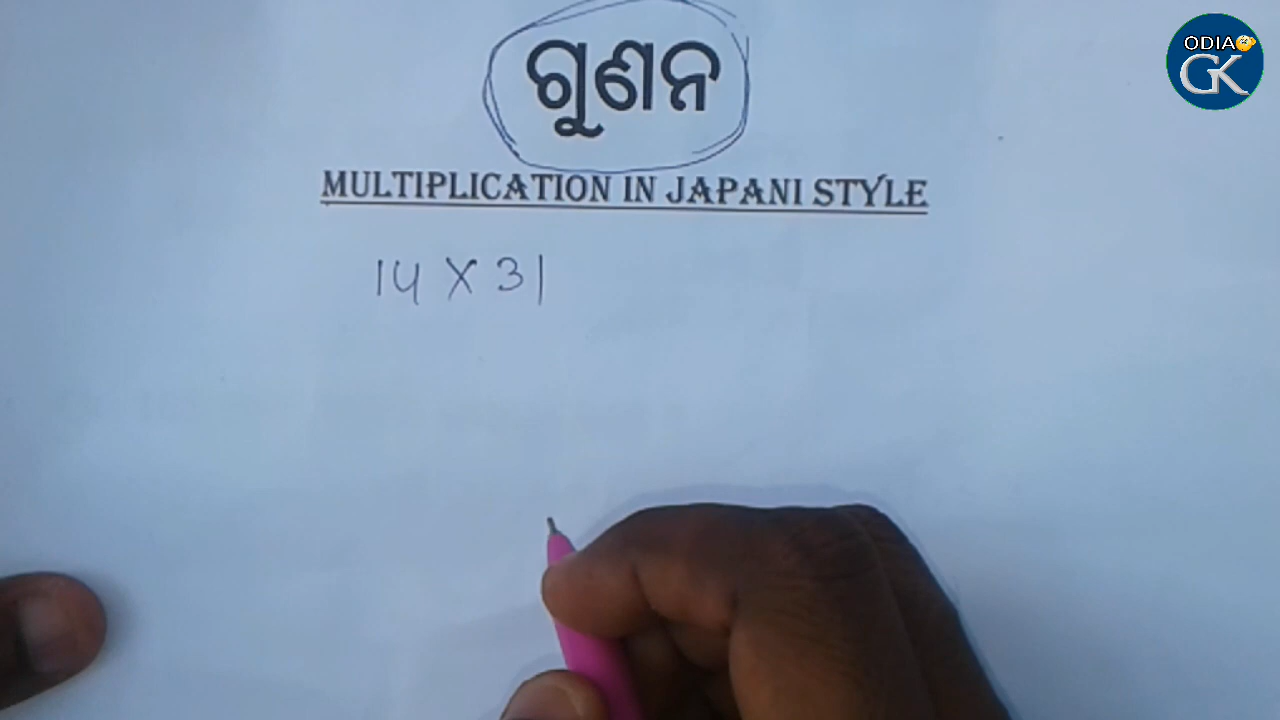 ଗୁଣନ
MULTIPLICATION IN JAPANI STYLE
14 X 31
ODIA
GK